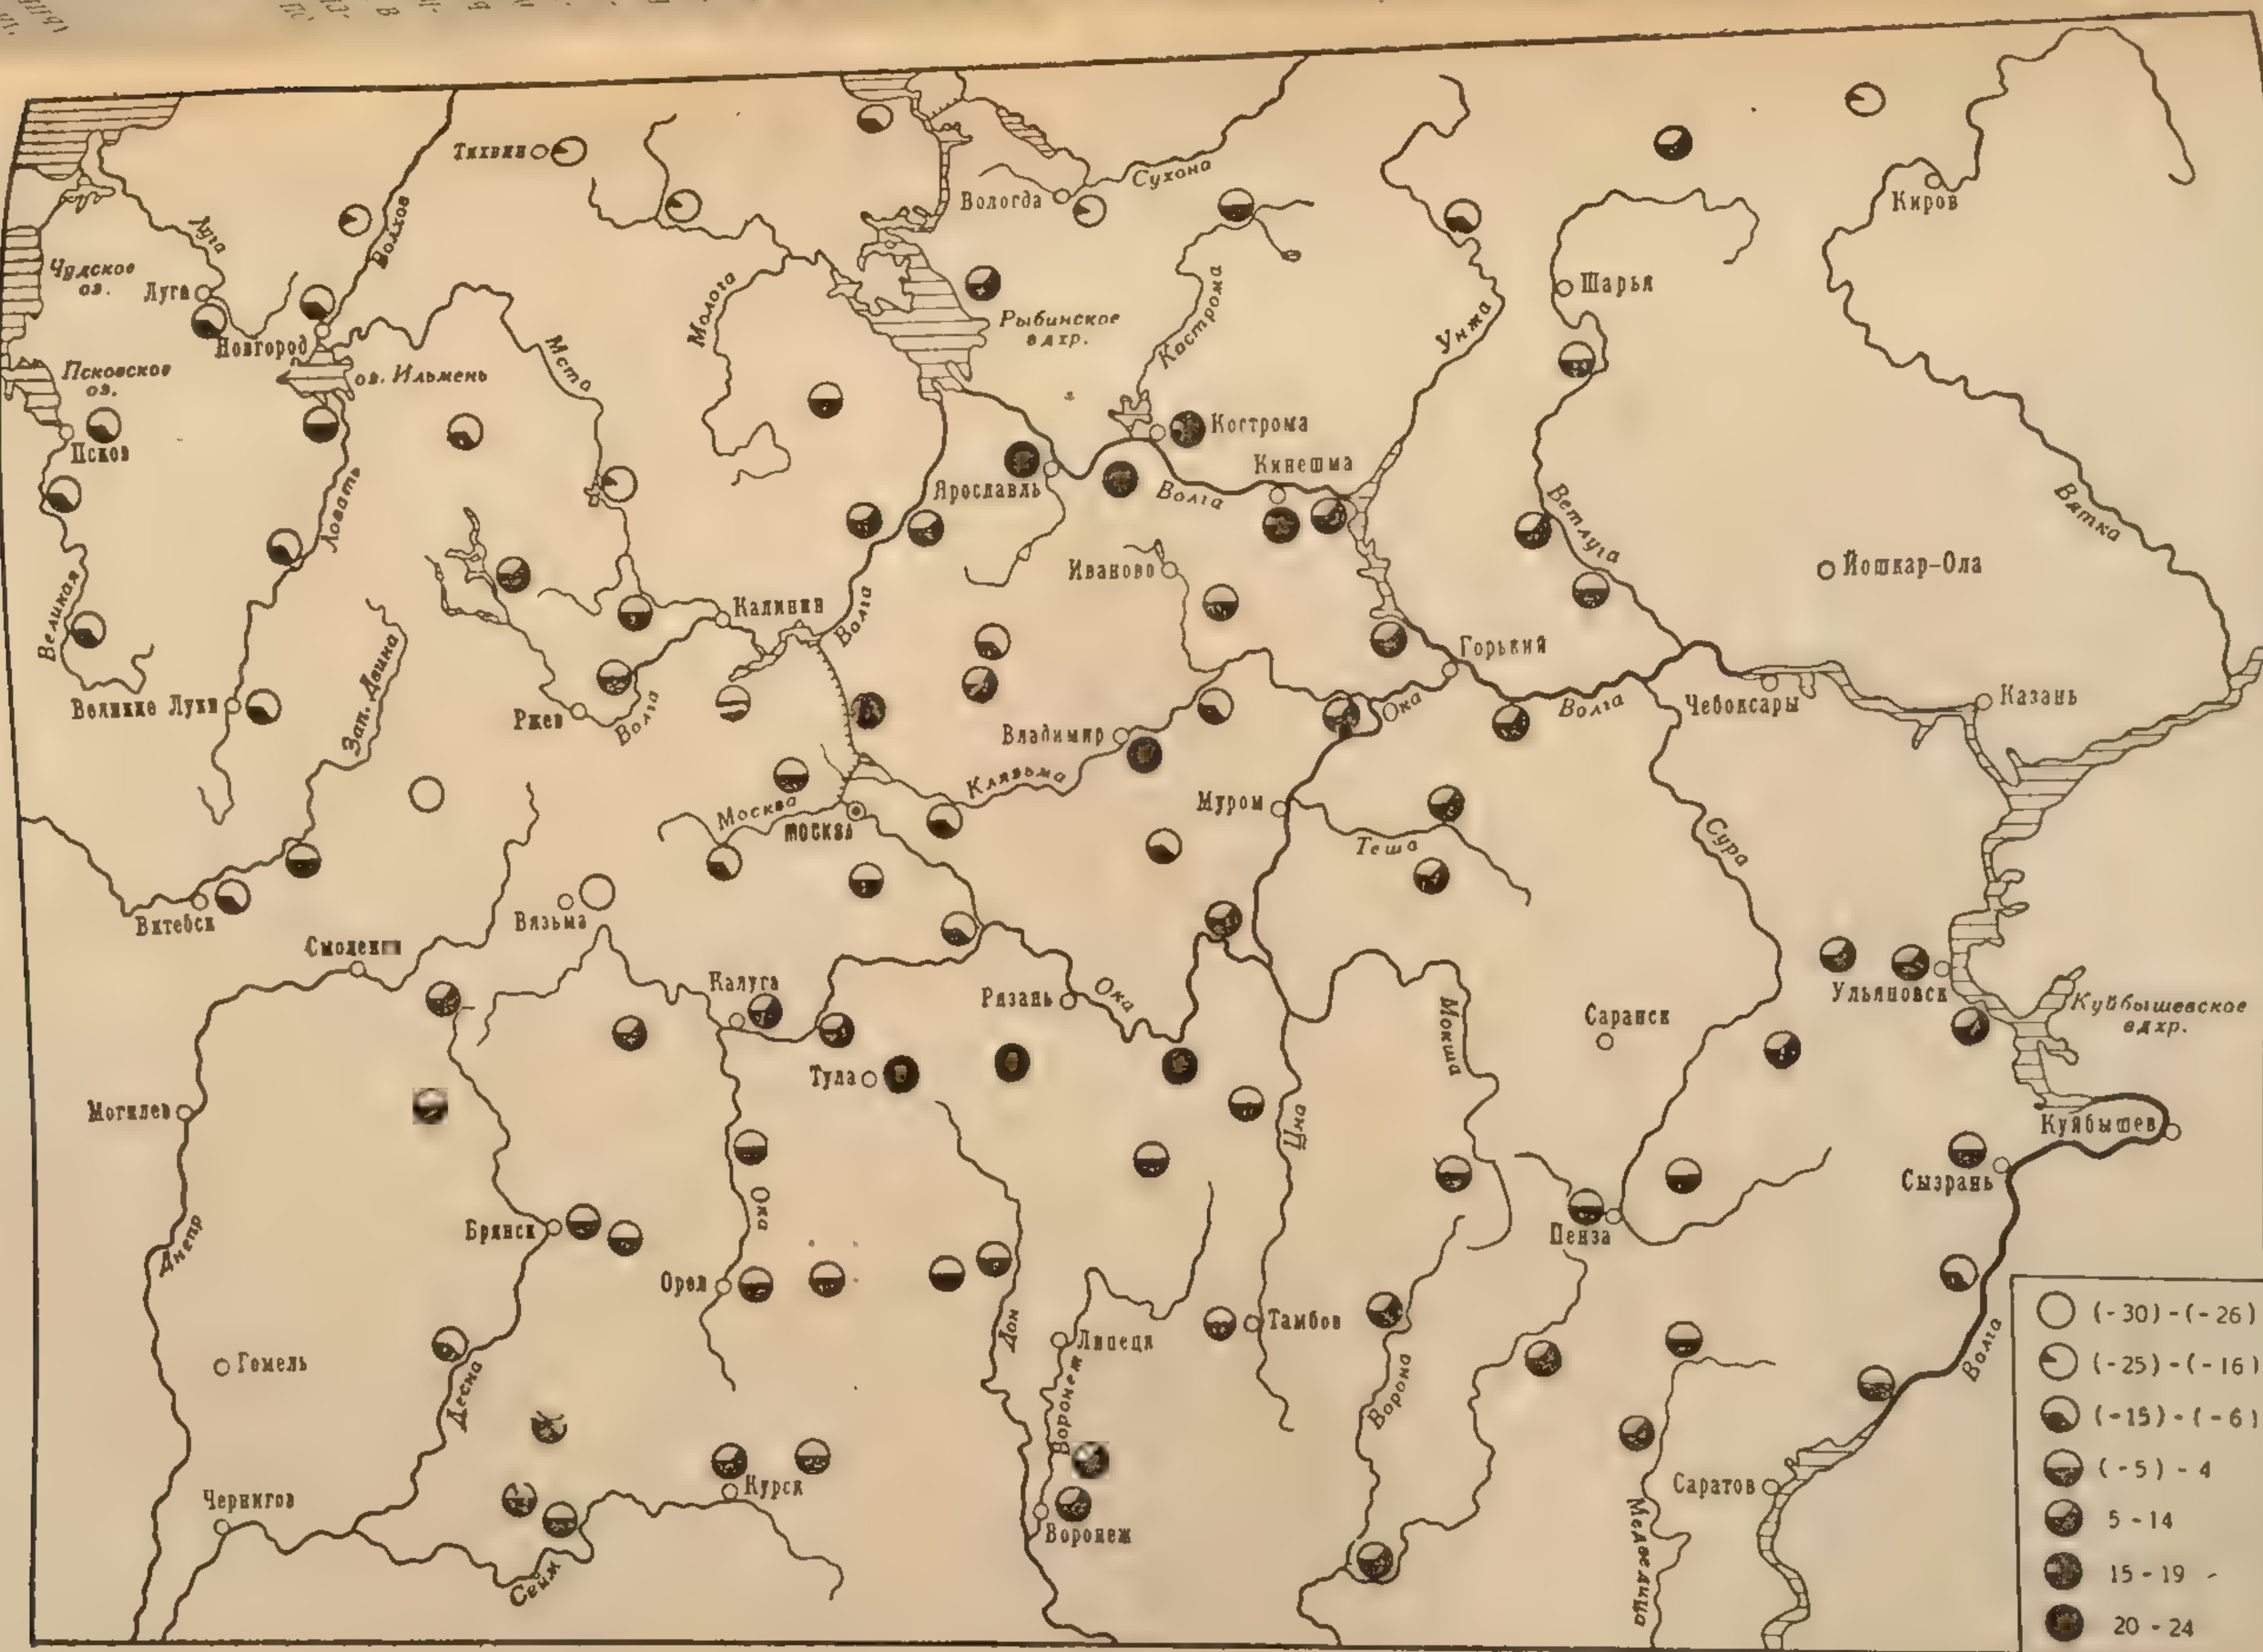 Тихвин
Вологда
Сухона
Киров
Луга
Волхов
Чудское
оз.
Луга
Шарья
Молога
Рыбинское
вдхр.
Кострома
Унжа
Новгород
оз. Ильмень
Мста
Псковское
оз.
Псков
Кострома
Кинешма
Ярославль
Волга
Ловать
Ветлуга
Вятка
Иваново
Йошкар-Ола
Великая
Калинин
Волга
Горький
Зап. Двина
Великие Луки
Ржев
Волга
Владимир
Ока
Волга
Чебоксары
Казань
Клязьма
Москва
МОСКВА
Муром
Теша
Сура
Витебск
Вязьма
Смоленск
Калуга
Рязань
Ока
Мокша
Саранск
Ульяновск
Куйбышевское
вдхр.
Тула
Могилев
Цна
Куйбышев
Сызрань
Брянск
Ока
Пенза
Днепр
Орел
Дон
Липецк
Тамбов
Гомель
Десна
Воронеж
Ворона
Волга
Чернигов
Курск
Воронеж
Саратов
Медведица
Сейм
(-30)-(-26)
(-25)-(-16)
(-15)-(-6)
(-5)-4
5-14
15-19
20-24